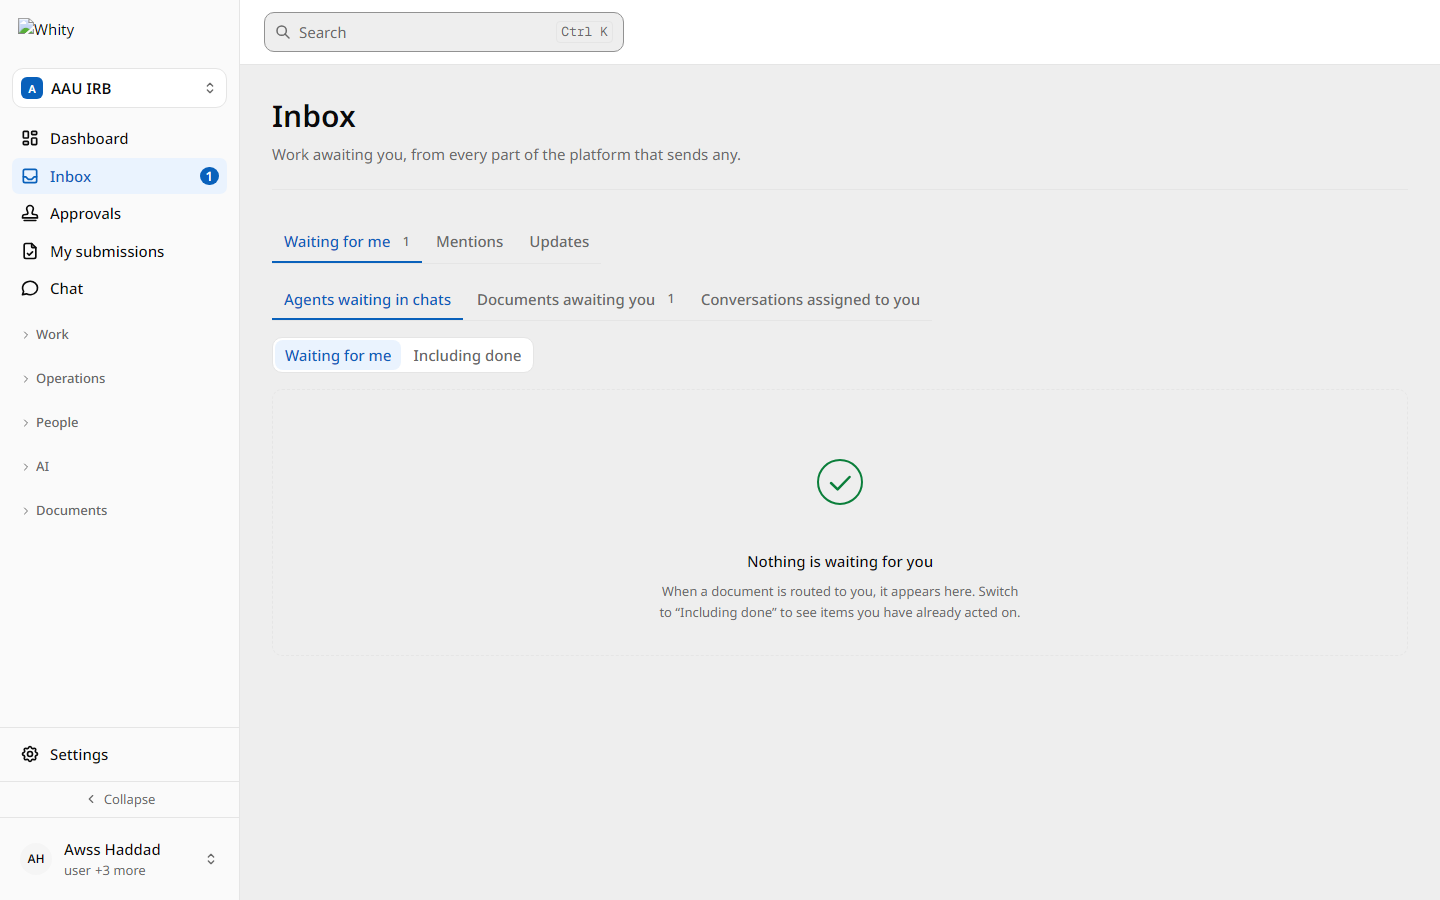 Whity
Search
Ctrl K
A
AAU IRB
Dashboard
Inbox
1
Approvals
My submissions
Chat
Work
Operations
People
AI
Documents
Settings
Collapse
AH
Awss Haddad
user +3 more
Inbox
Work awaiting you, from every part of the platform that sends any.
Waiting for me 1 Mentions Updates
Agents waiting in chats Documents awaiting you 1 Conversations assigned to you
Waiting for me Including done
Nothing is waiting for you
When a document is routed to you, it appears here. Switch
to “Including done” to see items you have already acted on.